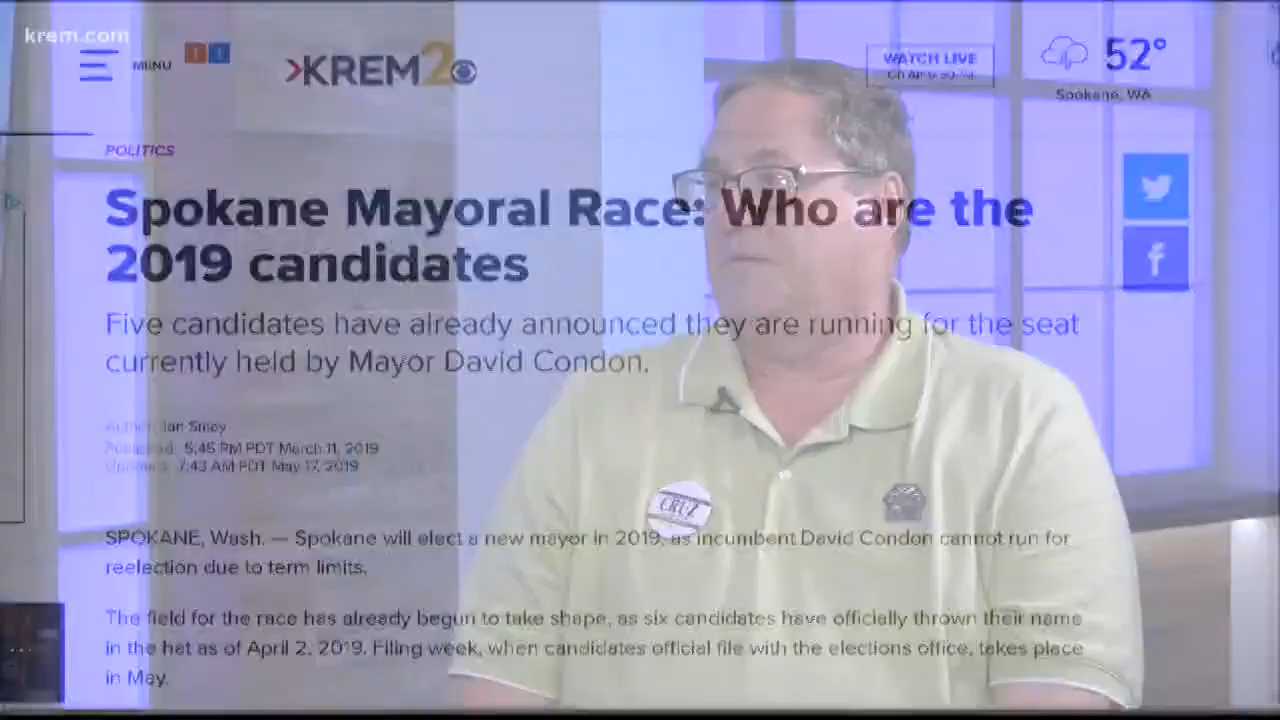 krem.com
MENU
KREM2
WATCH LIVE
52°
Spokane, WA
POLITICS
Spokane Mayoral Race: Who are the
2019 candidates
Five candidates have already announced they are running for the seat
currently held by Mayor David Condon.
Ian Smay
5:45 PM PDT March 11, 2019
7:43 AM PDT May 17, 2019
CRUZ
SPOKANE, Wash. — Spokane will elect a new mayor in 2019, as incumbent David Condon cannot run for
reelection due to term limits.
The field for the race has already begun to take shape, as six candidates have officially thrown their name
in the hat as of April 2, 2019. Filing week, when candidates official file with the elections office, takes place
in May.